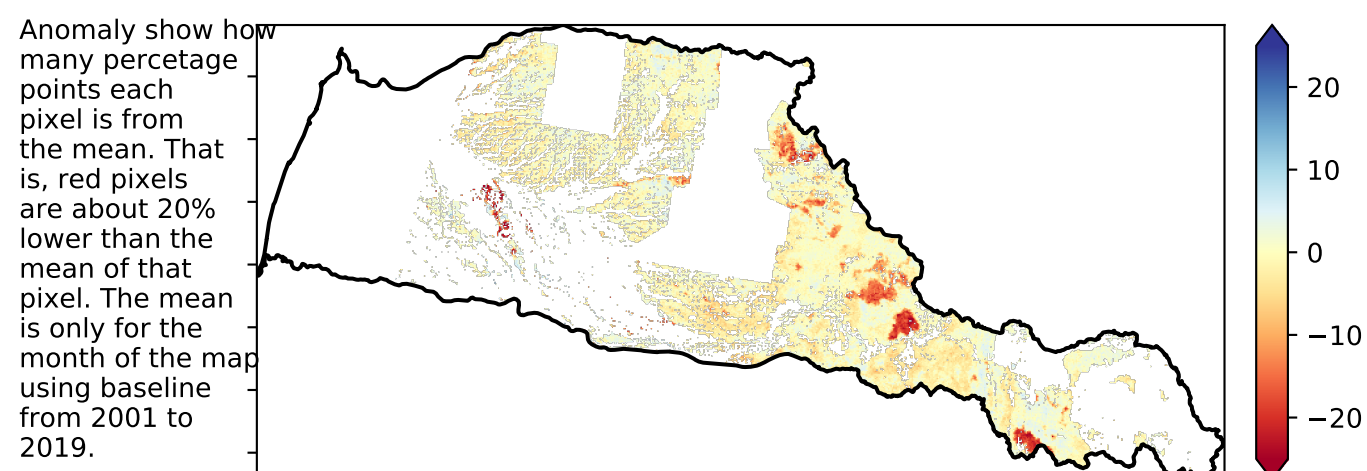 Anomaly show how
many percetage
points each
pixel is from
the mean. That
is, red pixels
are about 20%
lower than the
mean of that
pixel. The mean
is only for the
month of the map
using baseline
from 2001 to
2019.
20
10
0
−10
−20